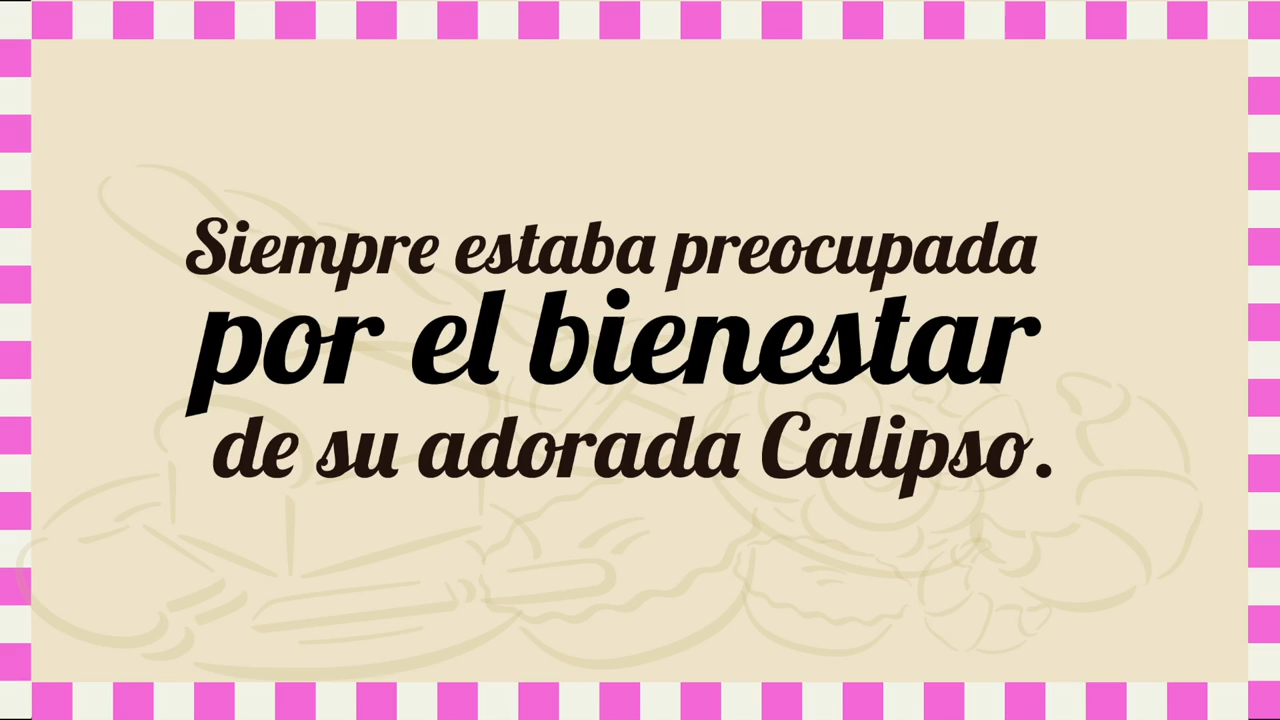 Siempre estaba preocupada
por el bienestar
de su adorada Calipso.